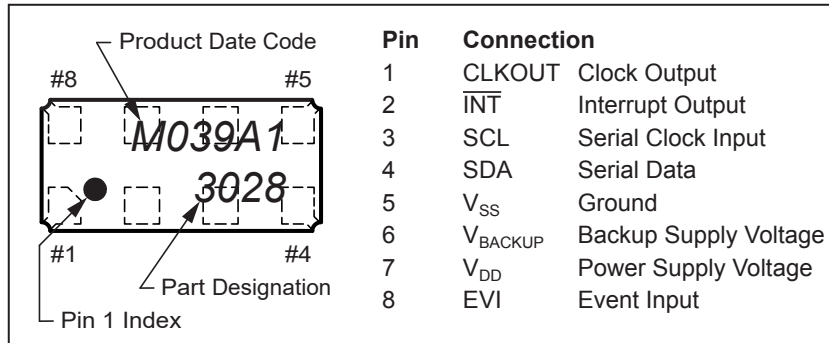 Product Date Code
#8 #5
M039A1
3028
#1 #4
Part Designation
Pin 1 Index
Pin Connection
1 CLKOUT Clock Output
2 I̅N̅T̅ Interrupt Output
3 SCL Serial Clock Input
4 SDA Serial Data
5 VSS Ground
6 VBACKUP Backup Supply Voltage
7 VDD Power Supply Voltage
8 EVI Event Input